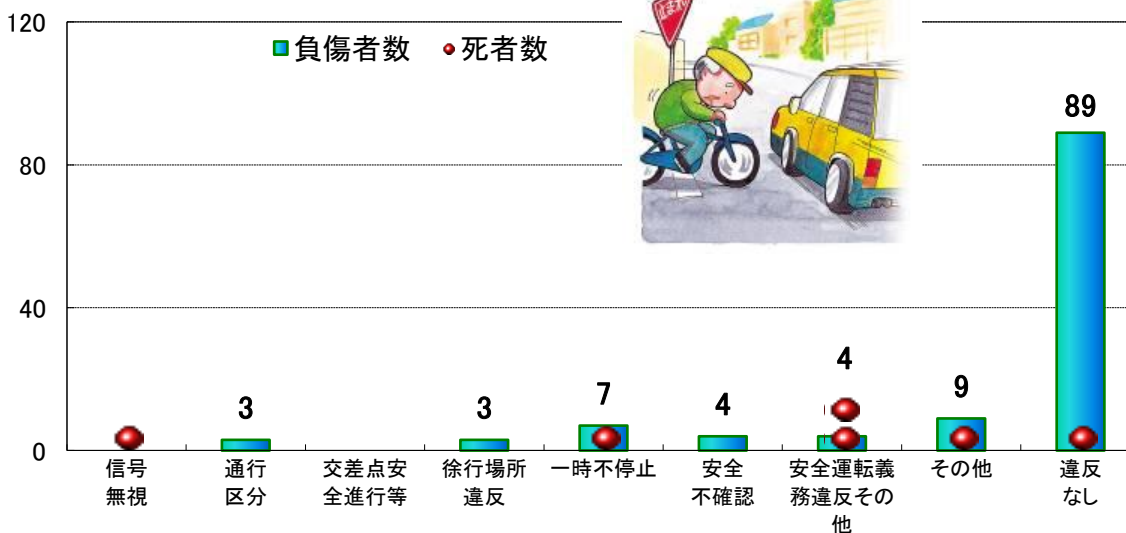 120
止まれ
負傷者数 死者数
89
80
40
3 3 7 4 4 9
0
信号
無視
通行
区分
交差点安
全進行等
徐行場所
違反
一時不停止
安全
不確認
安全運転義
務違反その
他
その他
違反
なし